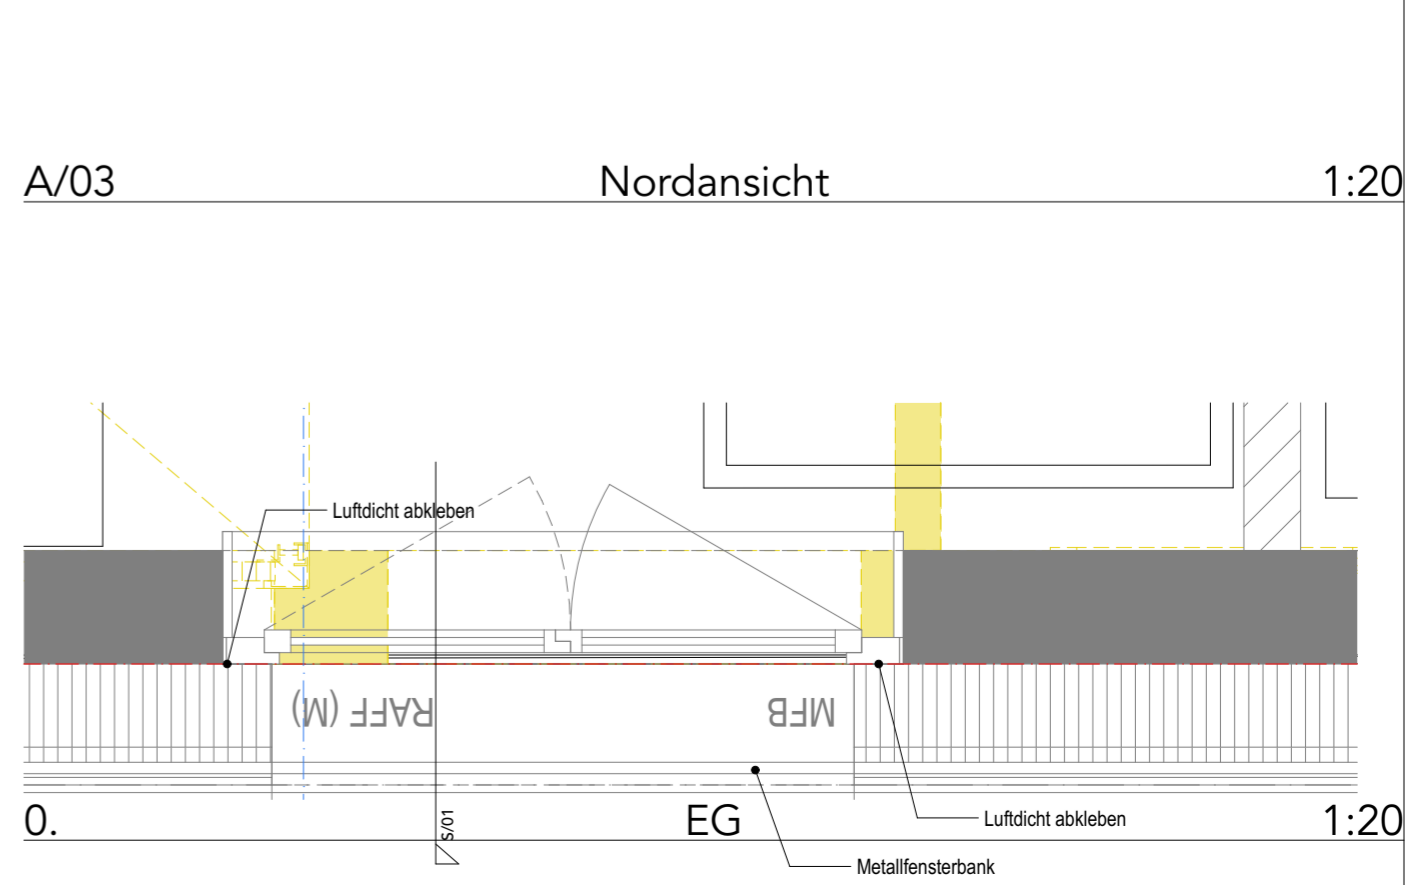 A/03 Nordansicht 1:20
Luftdicht abkleben
RAFF (M) MFB
0. S/01 EG 1:20
Luftdicht abkleben
Metallfensterbank